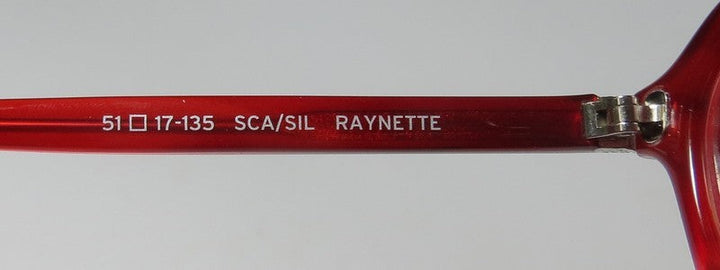 51 □ 17-135 SCA/SIL RAYNETTE